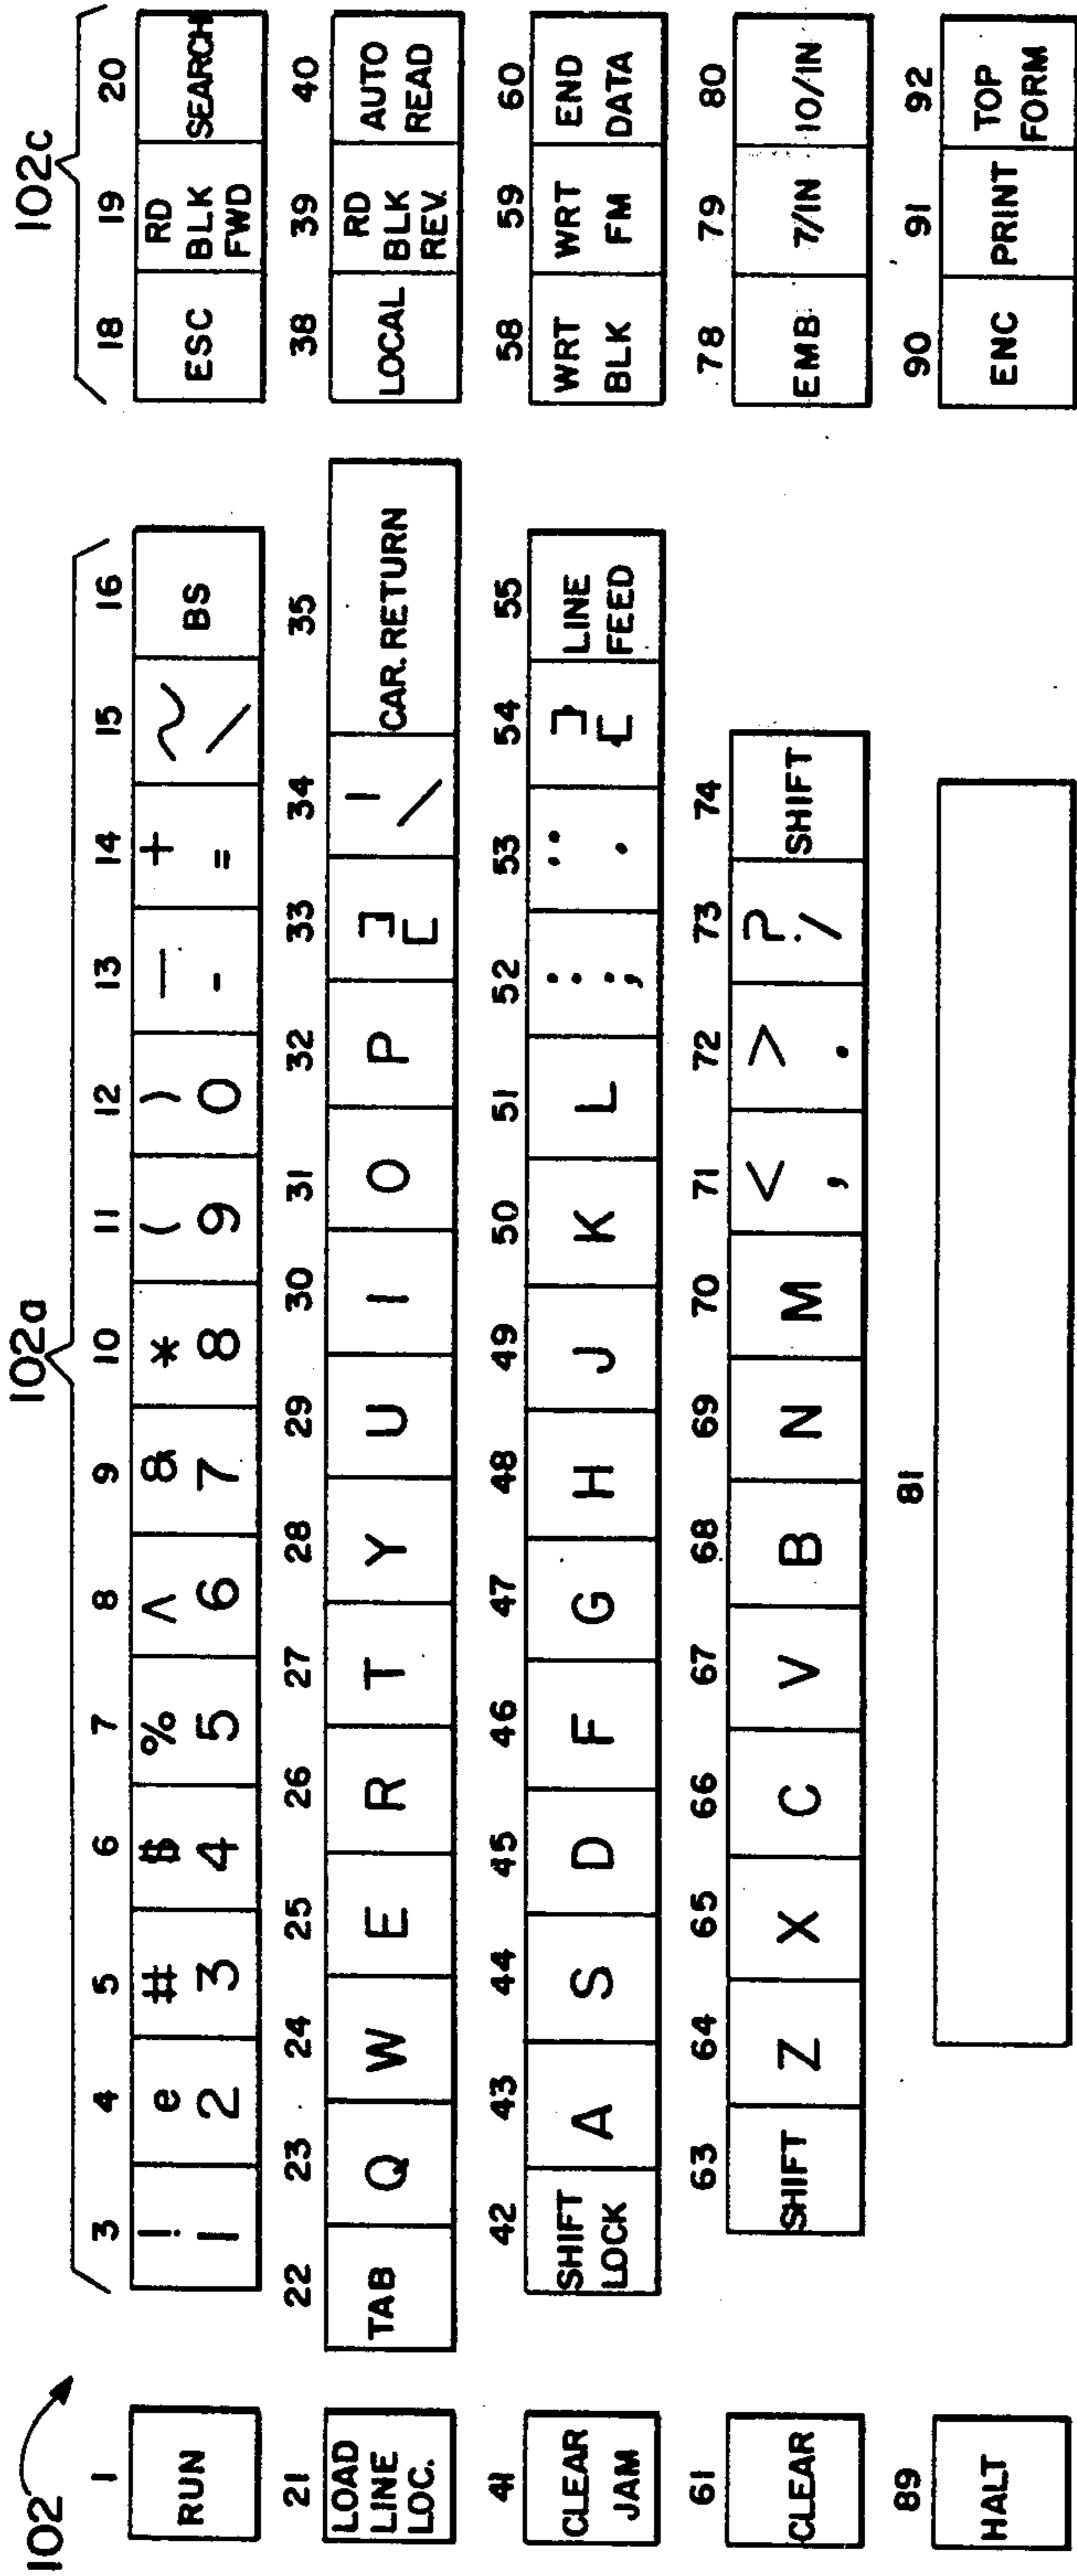 102 102a 102c
1 3 4 5 6 7 8 9 10 11 12 13 14 15 16 18 19 20
RUN ! 1 e 2 # 3 $ 4 % 5 ^ 6 & 7 * 8 ( 9 ) 0 — - + = ~ \ BS ESC RD BLK FWD SEARCH
21 22 23 24 25 26 27 28 29 30 31 32 33 34 35 38 39 40
LOAD LINE LOC. TAB Q W E R T Y U I O P ] [ | \ CAR. RETURN LOCAL RD BLK REV. AUTO READ
41 42 43 44 45 46 47 48 49 50 51 52 53 54 55 58 59 60
CLEAR JAM SHIFT LOCK A S D F G H J K L : ; .. . } { LINE FEED WRT BLK WRT FM END DATA
61 63 64 65 66 67 68 69 70 71 72 73 74 78 79 80
CLEAR SHIFT Z X C V B N M < , > . ? / SHIFT EMB 7/IN 10/IN
89 81 90 91 92
HALT ENC PRINT TOP FORM